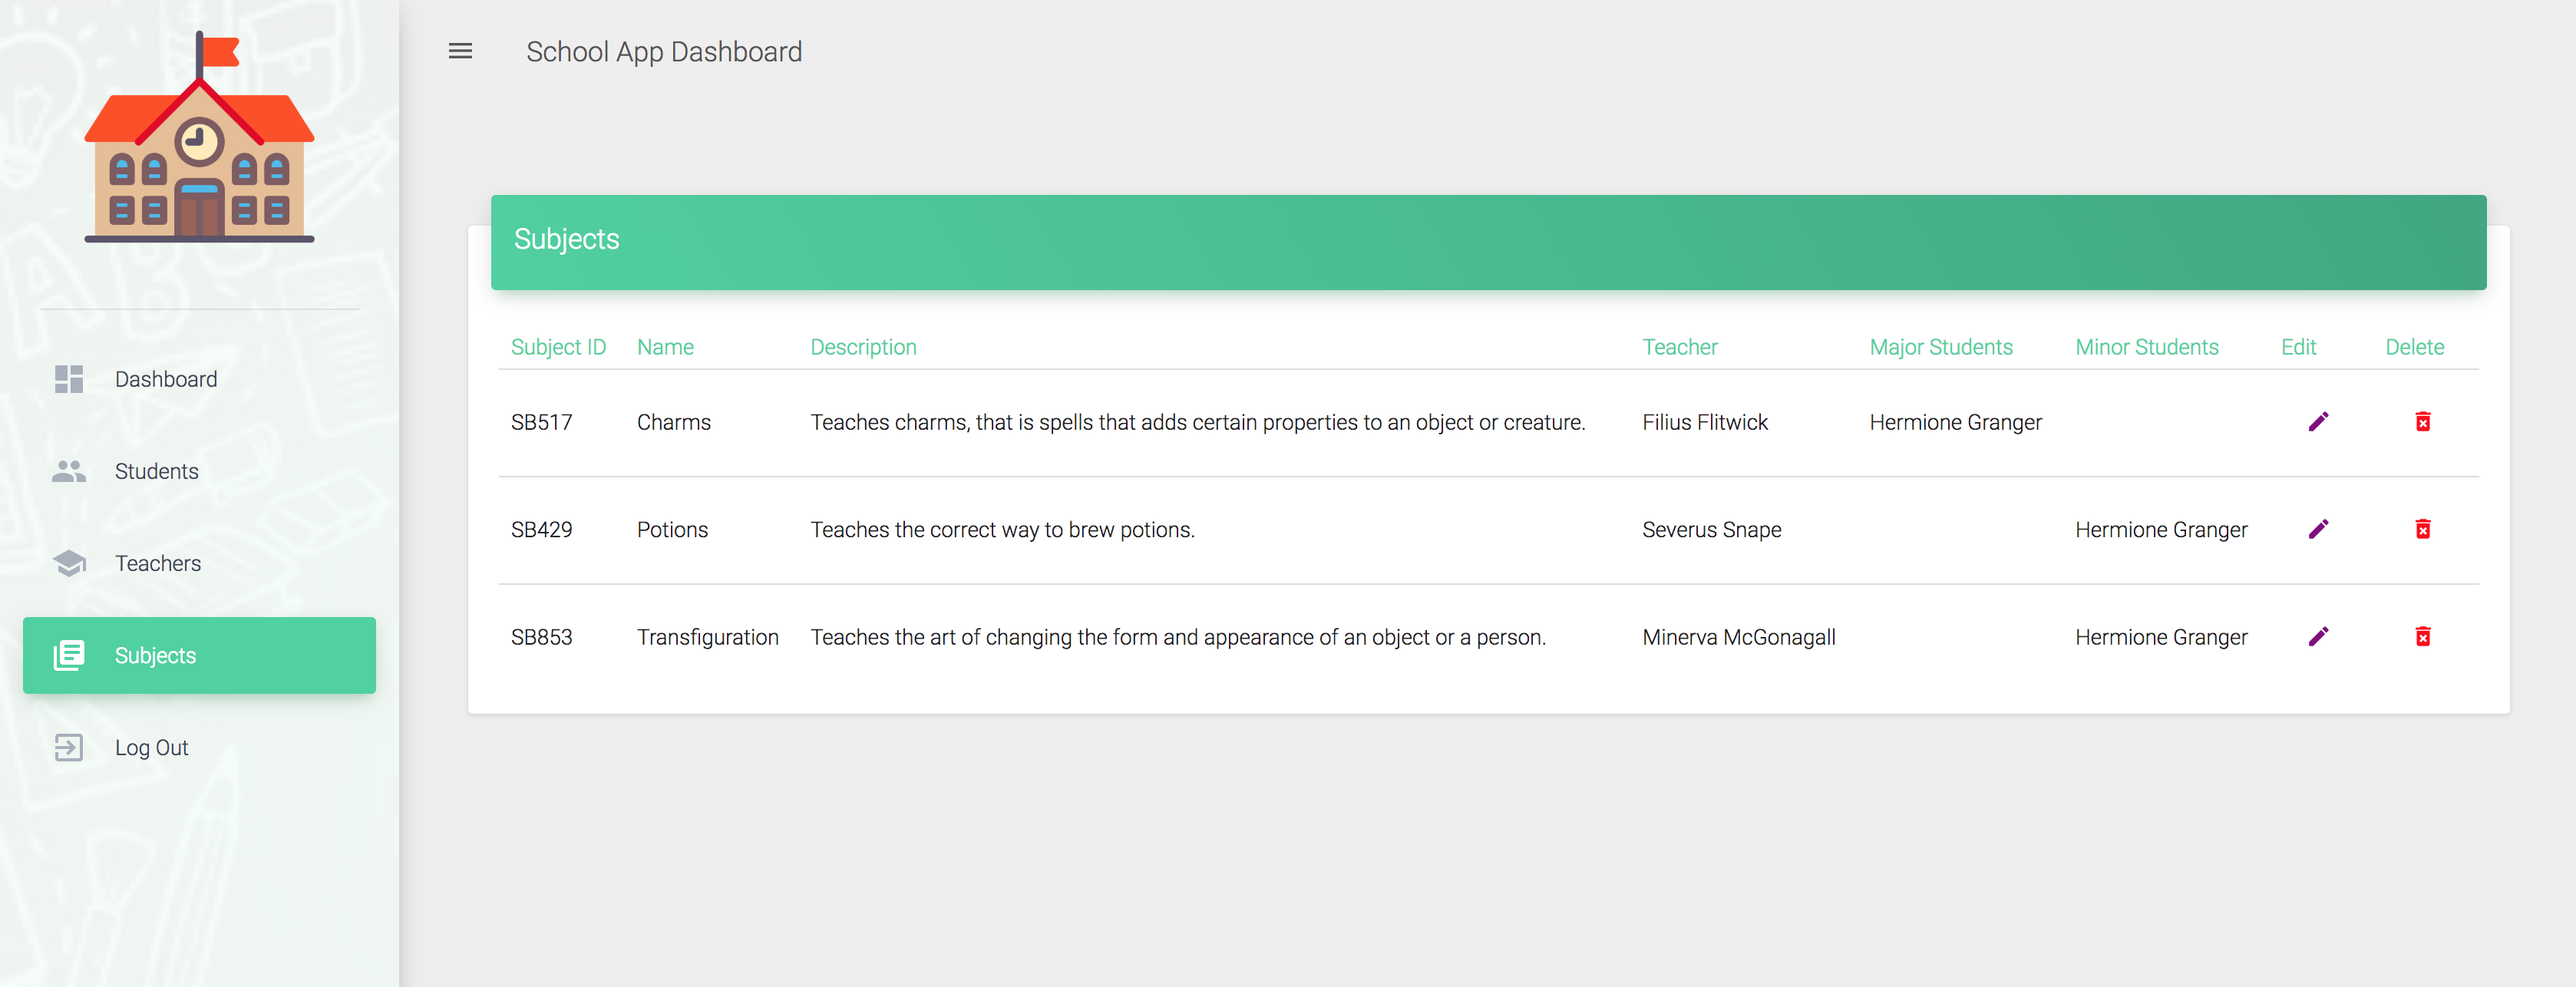 School App Dashboard
Dashboard
Students
Teachers
Subjects
Log Out
Subjects
Subject ID Name Description Teacher Major Students Minor Students Edit Delete
SB517 Charms Teaches charms, that is spells that adds certain properties to an object or creature. Filius Flitwick Hermione Granger
SB429 Potions Teaches the correct way to brew potions. Severus Snape Hermione Granger
SB853 Transfiguration Teaches the art of changing the form and appearance of an object or a person. Minerva McGonagall Hermione Granger